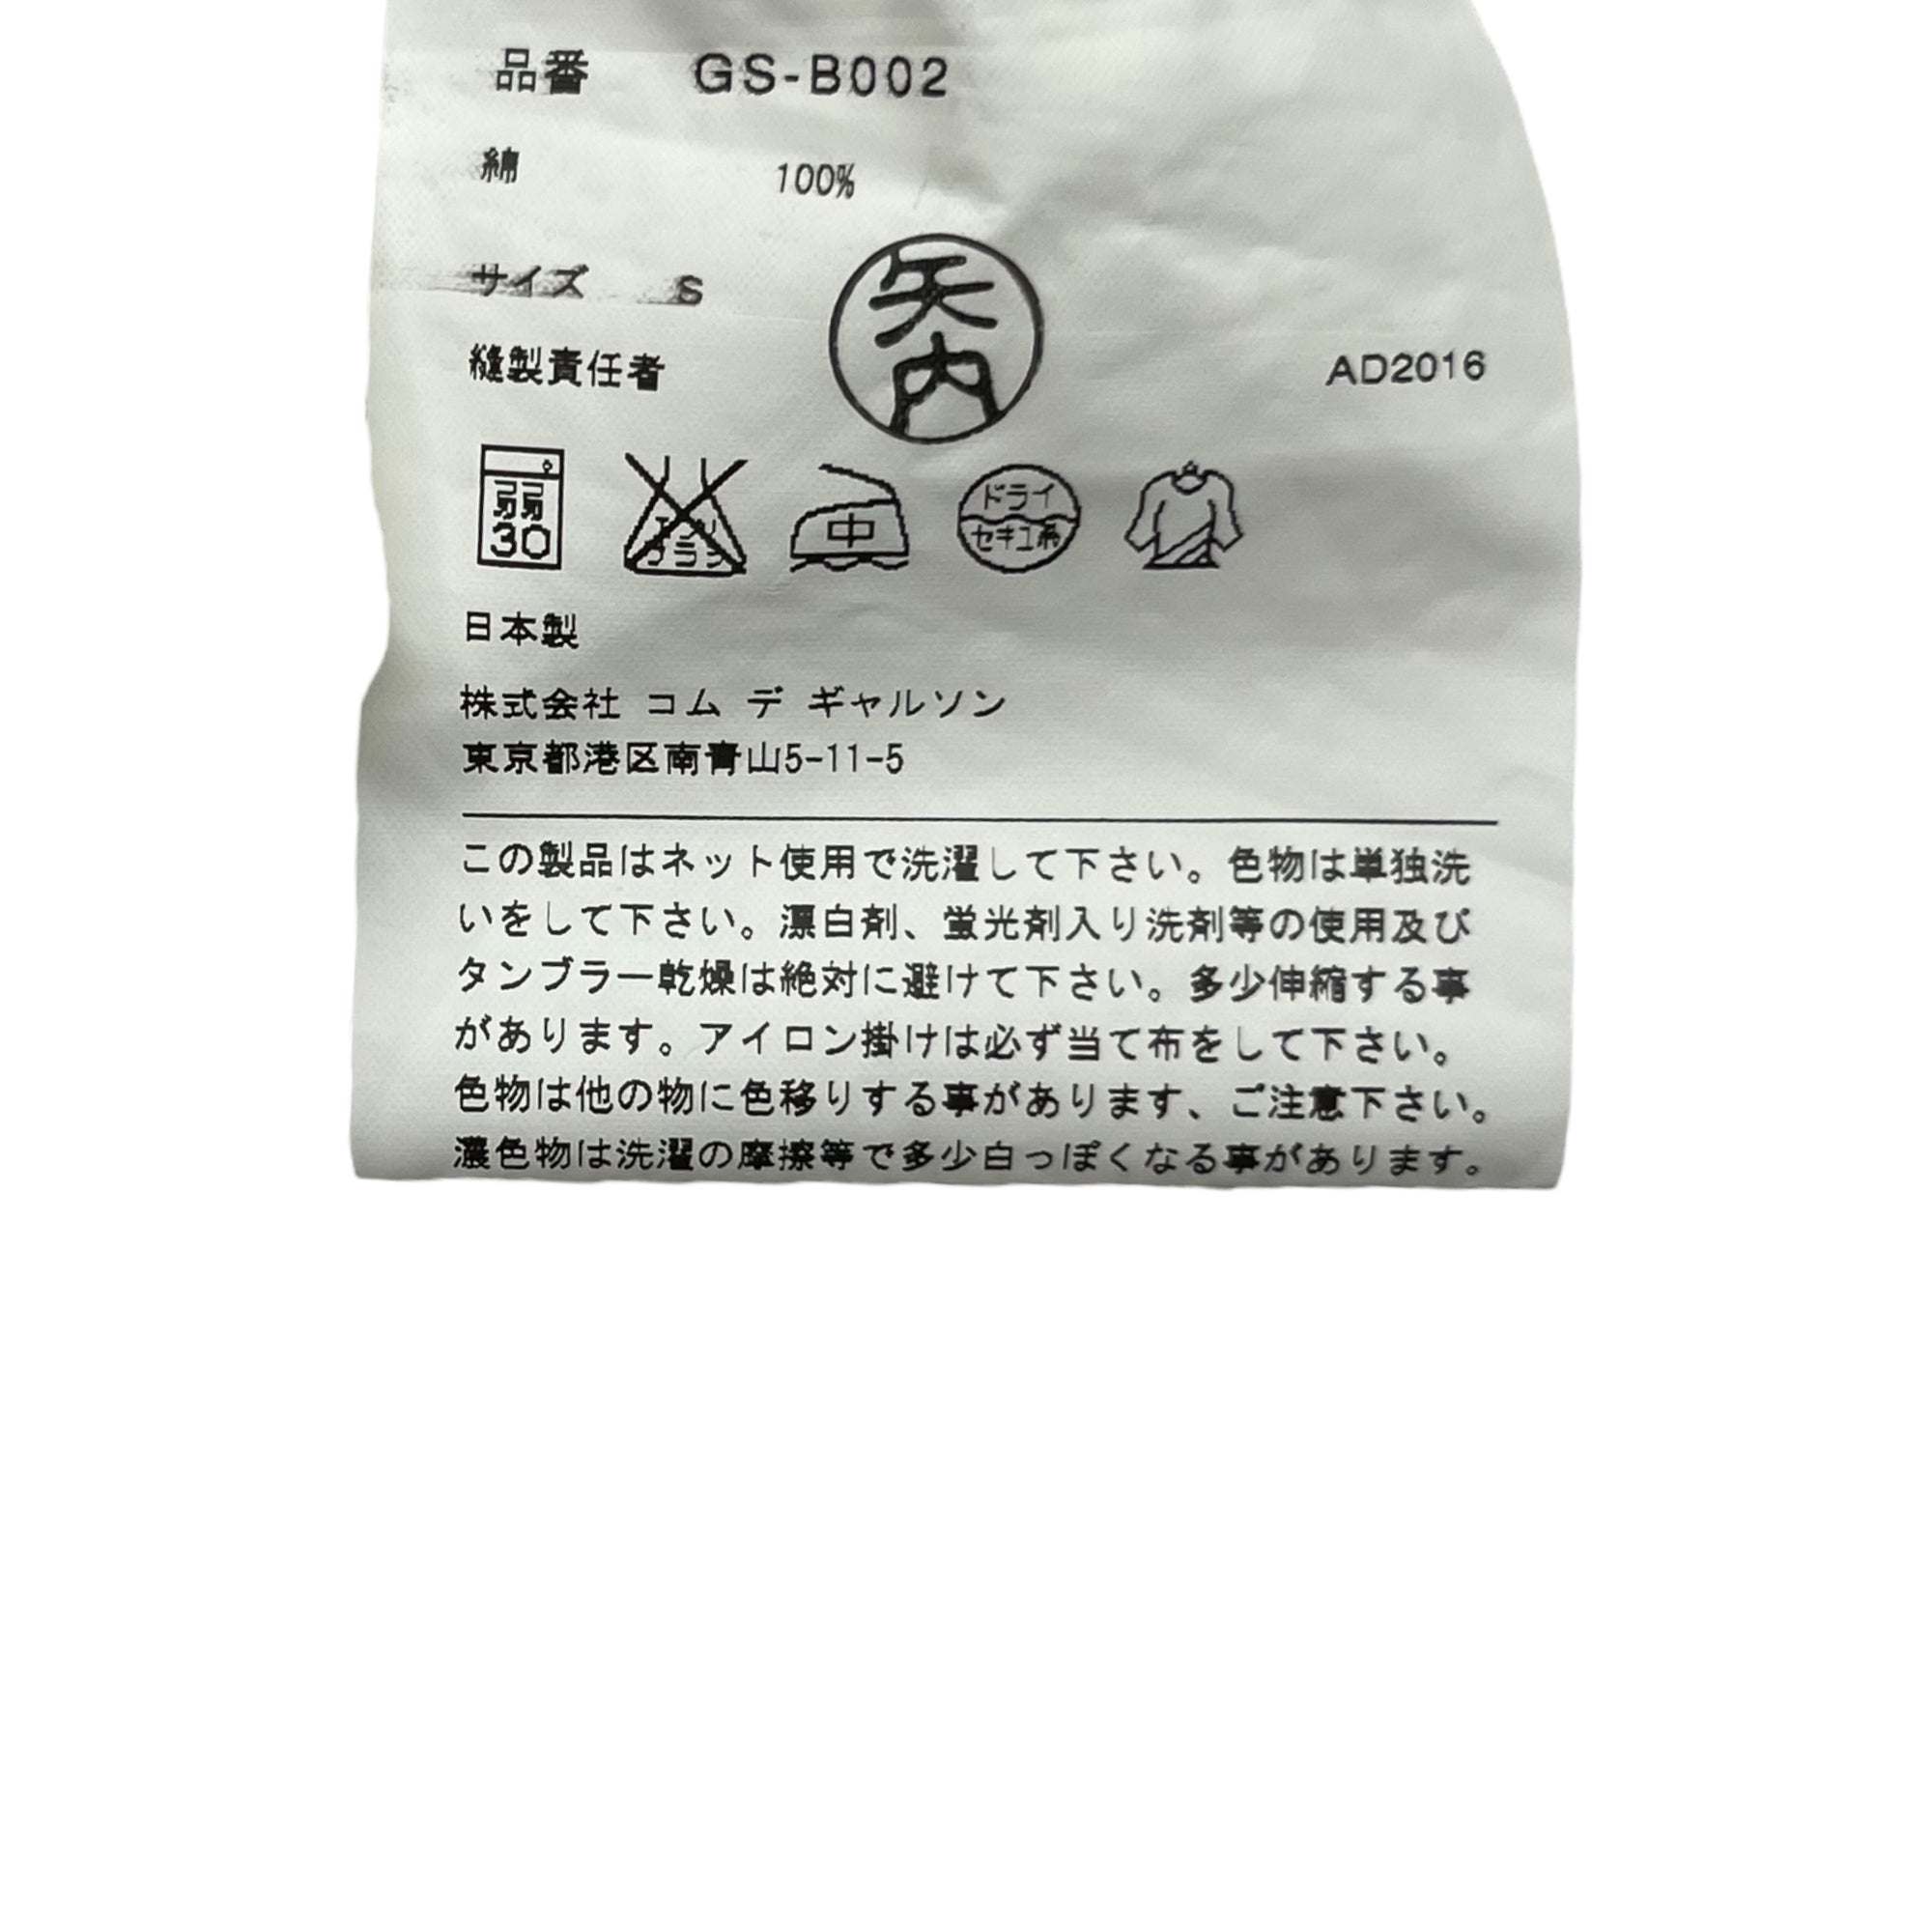 品番 GS-B002
綿 100%
サイズ S
矢内
縫製責任者 AD2016
弱 30
エンソ ブラシ 中 ドライ セキユ系
日本製
株式会社 コム デ ギャルソン
東京都港区南青山5-11-5
この製品はネット使用で洗濯して下さい。色物は単独洗
いをして下さい。漂白剤、蛍光剤入り洗剤等の使用及び
タンブラー乾燥は絶対に避けて下さい。多少伸縮する事
があります。アイロン掛けは必ず当て布をして下さい。
色物は他の物に色移りする事があります、ご注意下さい。
濃色物は洗濯の摩擦等で多少白っぽくなる事があります。